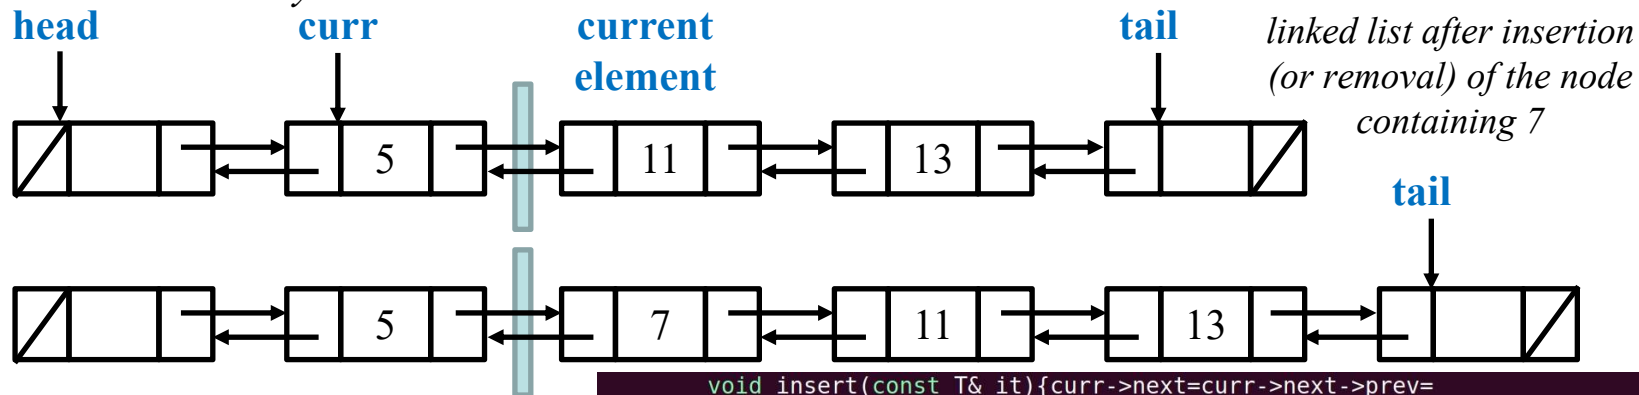 head
curr
current
element
tail
linked list after insertion
(or removal) of the node
containing 7
5
11
13
tail
5
7
11
13
void insert(const T& it){curr->next=curr->next->prev=